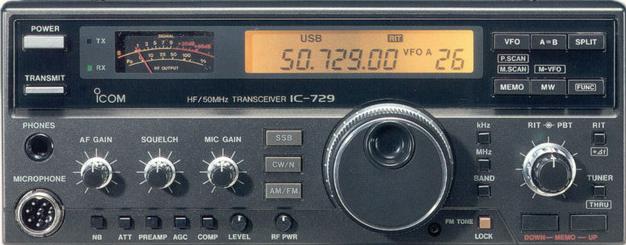 POWER
TX
RX
SIGNAL
RF OUTPUT
TRANSMIT
ICOM
HF/50MHz TRANSCEIVER IC-729
USB
RIT
50.729.00
VFO A
26
VFO
A=B
SPLIT
P.SCAN
M.SCAN
M-VFO
MEMO
MW
FUNC
PHONES
MICROPHONE
AF GAIN
SQUELCH
MIC GAIN
SSB
CW/N
AM/FM
kHz
MHz
BAND
RIT PBT
RIT
TUNER
THRU
NB
ATT
PREAMP
AGC
COMP
LEVEL
RF PWR
FM TONE
LOCK
DOWN-MEMO-UP